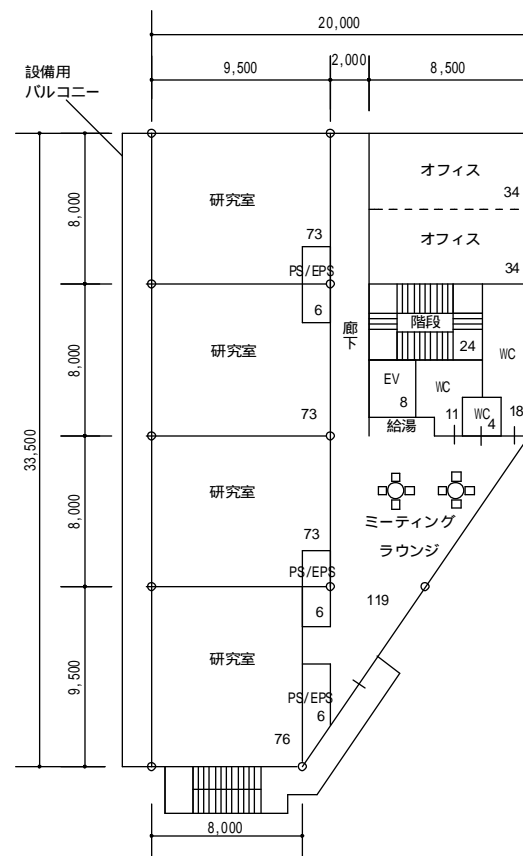 20,000
9,500
2,000
8,500
設備用
バルコニー
33,500
8,000
8,000
8,000
9,500
研究室
73
PS/EPS
6
研究室
73
研究室
73
PS/EPS
6
研究室
PS/EPS
6
76
廊下
オフィス
34
オフィス
34
階段
24
WC
18
EV
8
WC
11
WC
4
給湯
ミーティング
ラウンジ
119
8,000